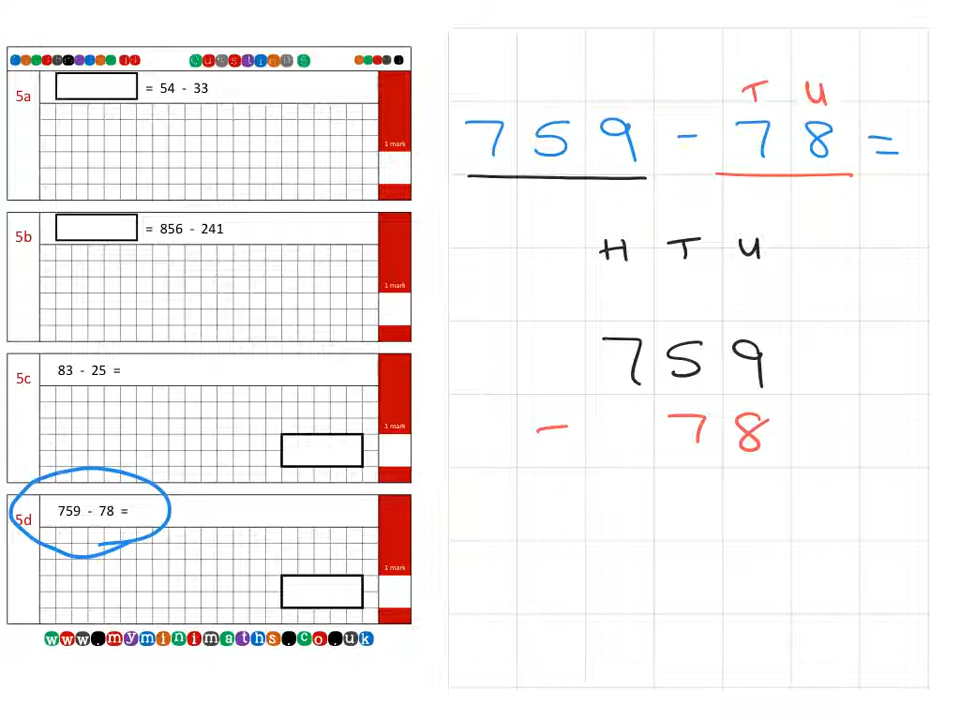 Questions
5a
= 54 - 33
1 mark
5b
= 856 - 241
1 mark
5c
83 - 25 =
1 mark
5d
759 - 78 =
1 mark
www.myminimaths.co.uk
T U
759 - 78 =
H T U
759
- 78